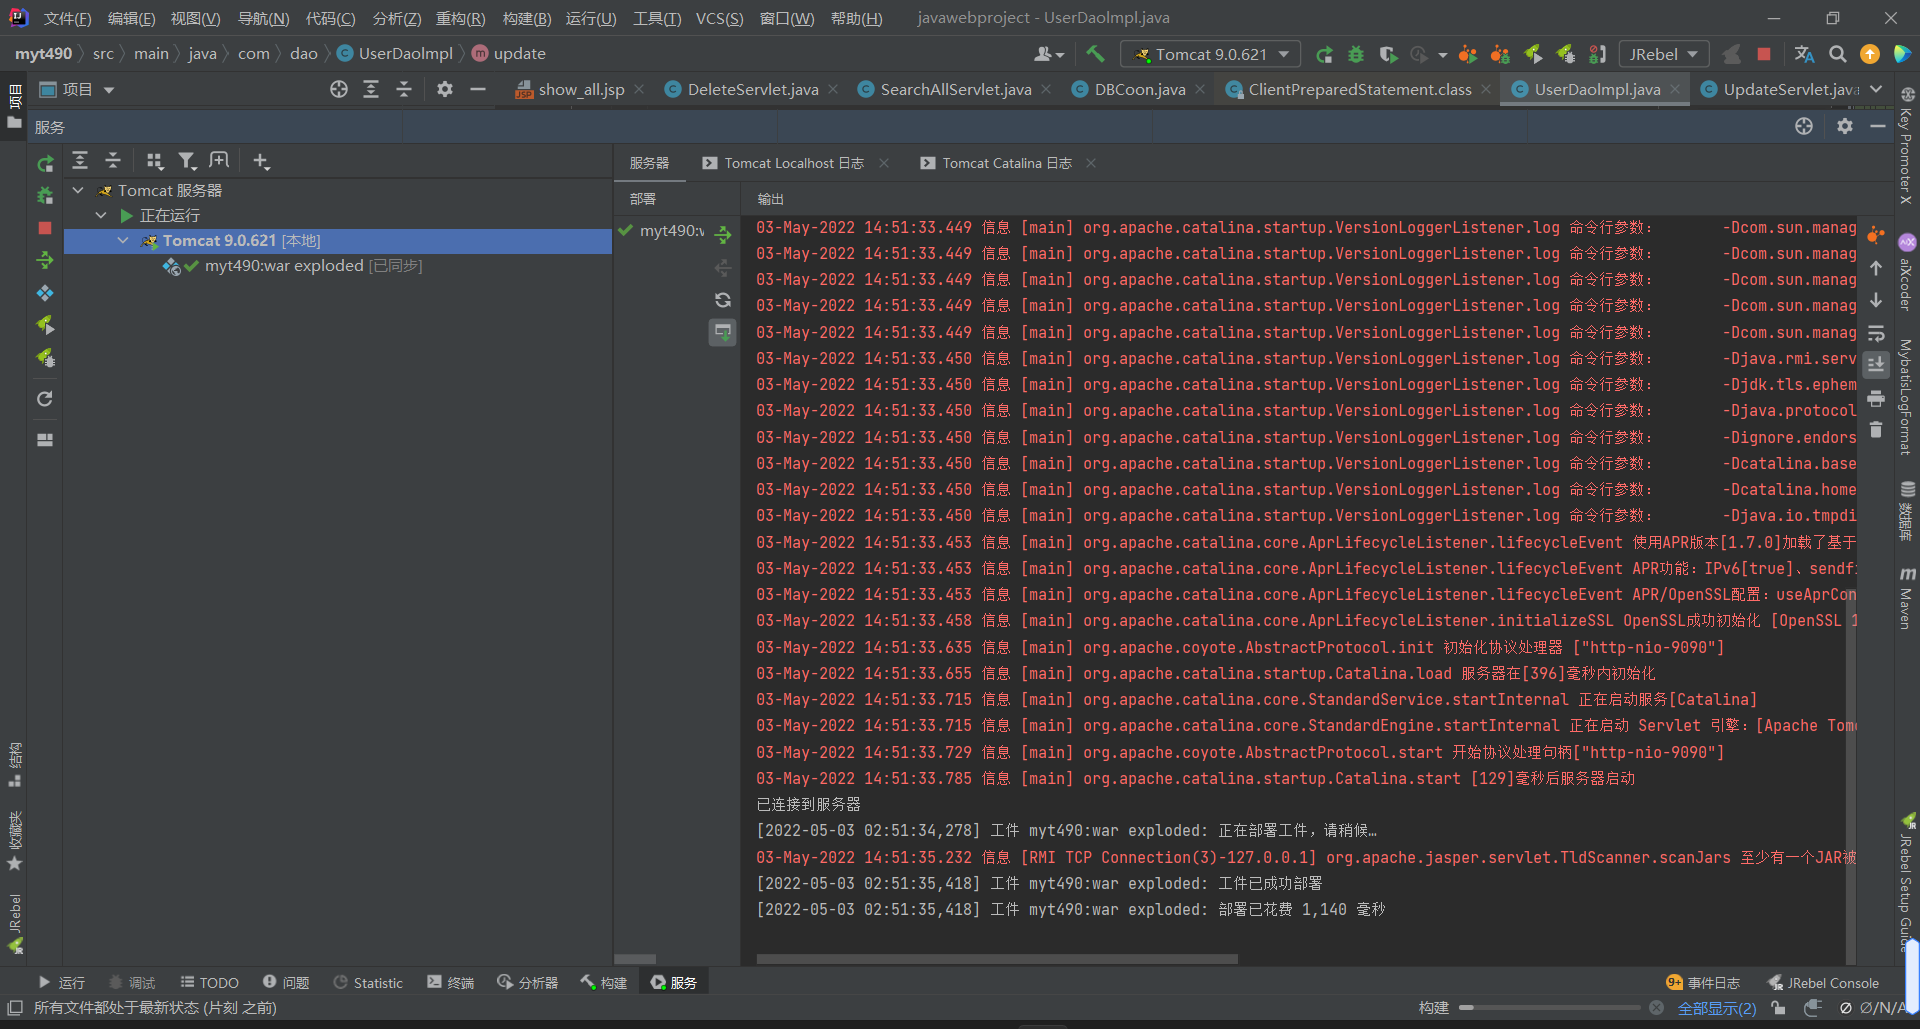 文件(F) 编辑(E) 视图(V) 导航(N) 代码(C) 分析(Z) 重构(R) 构建(B) 运行(U) 工具(T) VCS(S) 窗口(W) 帮助(H) javawebproject - UserDaoImpl.java
myt490 src main java com dao UserDaoImpl update Tomcat 9.0.621 JRebel
项目 show_all.jsp DeleteServlet.java SearchAllServlet.java DBCoon.java ClientPreparedStatement.class UserDaoImpl.java UpdateServlet.java
服务
服务器 Tomcat Localhost 日志 Tomcat Catalina 日志
部署 输出
Tomcat 服务器
正在运行
Tomcat 9.0.621 [本地]
myt490:war exploded [已同步]
myt490:v
03-May-2022 14:51:33.449 信息 [main] org.apache.catalina.startup.VersionLoggerListener.log 命令行参数: -Dcom.sun.manag
03-May-2022 14:51:33.449 信息 [main] org.apache.catalina.startup.VersionLoggerListener.log 命令行参数: -Dcom.sun.manag
03-May-2022 14:51:33.449 信息 [main] org.apache.catalina.startup.VersionLoggerListener.log 命令行参数: -Dcom.sun.manag
03-May-2022 14:51:33.449 信息 [main] org.apache.catalina.startup.VersionLoggerListener.log 命令行参数: -Dcom.sun.manag
03-May-2022 14:51:33.449 信息 [main] org.apache.catalina.startup.VersionLoggerListener.log 命令行参数: -Dcom.sun.manag
03-May-2022 14:51:33.450 信息 [main] org.apache.catalina.startup.VersionLoggerListener.log 命令行参数: -Djava.rmi.serv
03-May-2022 14:51:33.450 信息 [main] org.apache.catalina.startup.VersionLoggerListener.log 命令行参数: -Djdk.tls.ephem
03-May-2022 14:51:33.450 信息 [main] org.apache.catalina.startup.VersionLoggerListener.log 命令行参数: -Djava.protocol
03-May-2022 14:51:33.450 信息 [main] org.apache.catalina.startup.VersionLoggerListener.log 命令行参数: -Dignore.endors
03-May-2022 14:51:33.450 信息 [main] org.apache.catalina.startup.VersionLoggerListener.log 命令行参数: -Dcatalina.base
03-May-2022 14:51:33.450 信息 [main] org.apache.catalina.startup.VersionLoggerListener.log 命令行参数: -Dcatalina.home
03-May-2022 14:51:33.450 信息 [main] org.apache.catalina.startup.VersionLoggerListener.log 命令行参数: -Djava.io.tmpdi
03-May-2022 14:51:33.453 信息 [main] org.apache.catalina.core.AprLifecycleListener.lifecycleEvent 使用APR版本[1.7.0]加载了基于
03-May-2022 14:51:33.453 信息 [main] org.apache.catalina.core.AprLifecycleListener.lifecycleEvent APR功能:IPv6[true]、sendf
03-May-2022 14:51:33.453 信息 [main] org.apache.catalina.core.AprLifecycleListener.lifecycleEvent APR/OpenSSL配置:useAprCon
03-May-2022 14:51:33.458 信息 [main] org.apache.catalina.core.AprLifecycleListener.initializeSSL OpenSSL成功初始化 [OpenSSL 1
03-May-2022 14:51:33.635 信息 [main] org.apache.coyote.AbstractProtocol.init 初始化协议处理器 ["http-nio-9090"]
03-May-2022 14:51:33.655 信息 [main] org.apache.catalina.startup.Catalina.load 服务器在[396]毫秒内初始化
03-May-2022 14:51:33.715 信息 [main] org.apache.catalina.core.StandardService.startInternal 正在启动服务[Catalina]
03-May-2022 14:51:33.715 信息 [main] org.apache.catalina.core.StandardEngine.startInternal 正在启动 Servlet 引擎:[Apache Tomc
03-May-2022 14:51:33.729 信息 [main] org.apache.coyote.AbstractProtocol.start 开始协议处理句柄["http-nio-9090"]
03-May-2022 14:51:33.785 信息 [main] org.apache.catalina.startup.Catalina.start [129]毫秒后服务器启动
已连接到服务器
[2022-05-03 02:51:34,278] 工件 myt490:war exploded: 正在部署工件，请稍候…
03-May-2022 14:51:35.232 信息 [RMI TCP Connection(3)-127.0.0.1] org.apache.jasper.servlet.TldScanner.scanJars 至少有一个JAR被
[2022-05-03 02:51:35,418] 工件 myt490:war exploded: 工件已成功部署
[2022-05-03 02:51:35,418] 工件 myt490:war exploded: 部署已花费 1,140 毫秒
项目
结构
收藏夹
JRebel
Key Promoter X
aiXcoder
MybatisLogFormat
数据库
Maven
JRebel Setup Guide
运行 调试 TODO 问题 Statistic 终端 分析器 构建 服务 9+ 事件日志 JRebel Console
所有文件都处于最新状态 (片刻 之前) 构建 全部显示(2) ∅/N/A